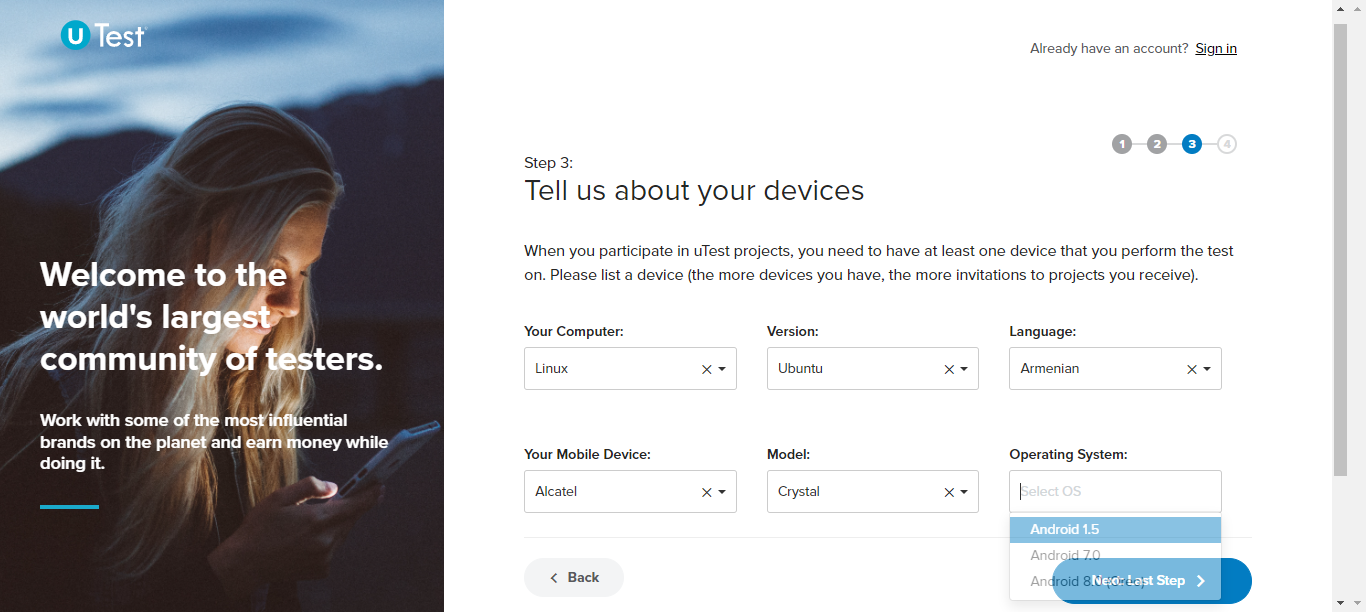 uTest
Already have an account? Sign in
1 2 3 4
Step 3:
Tell us about your devices
When you participate in uTest projects, you need to have at least one device that you perform the test
on. Please list a device (the more devices you have, the more invitations to projects you receive).
Your Computer: Version: Language:
Linux Ubuntu Armenian
Your Mobile Device: Model: Operating System:
Alcatel Crystal Select OS
Android 1.5
Android 7.0
Android
Back
Next: Last Step
Welcome to the
world's largest
community of testers.
Work with some of the most influential
brands on the planet and earn money while
doing it.